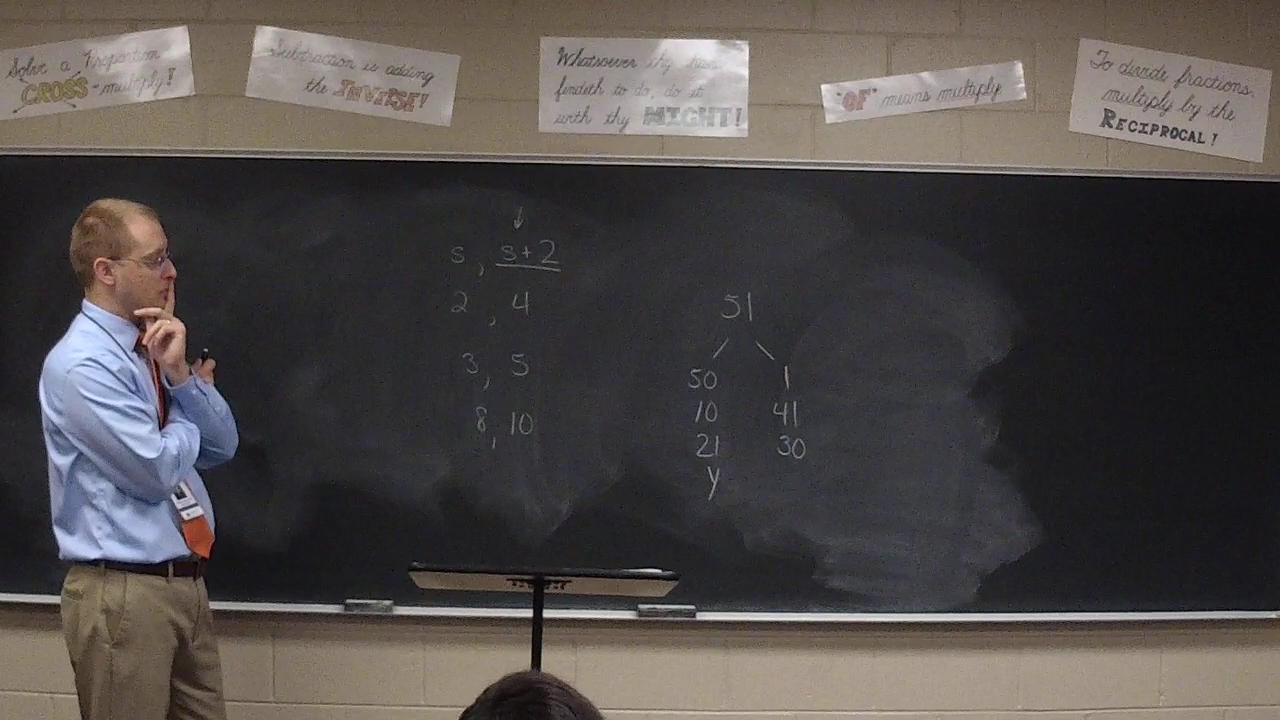 Solve a Proportion
CROSS-multiply!
Subtraction is adding
the INVERSE!
Whatsoever thy hand
findeth to do, do it
with thy MIGHT!
"OF" means multiply
To divide fractions,
multiply by the
RECIPROCAL!
s, s+2
2, 4
3, 5
8, 10
51
50 1
10 41
21 30
y